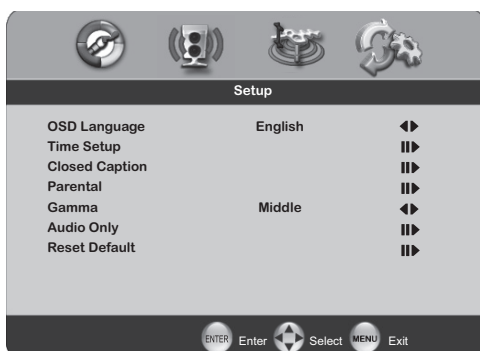 Setup
OSD Language English
Time Setup
Closed Caption
Parental
Gamma Middle
Audio Only
Reset Default
ENTER Enter Select MENU Exit